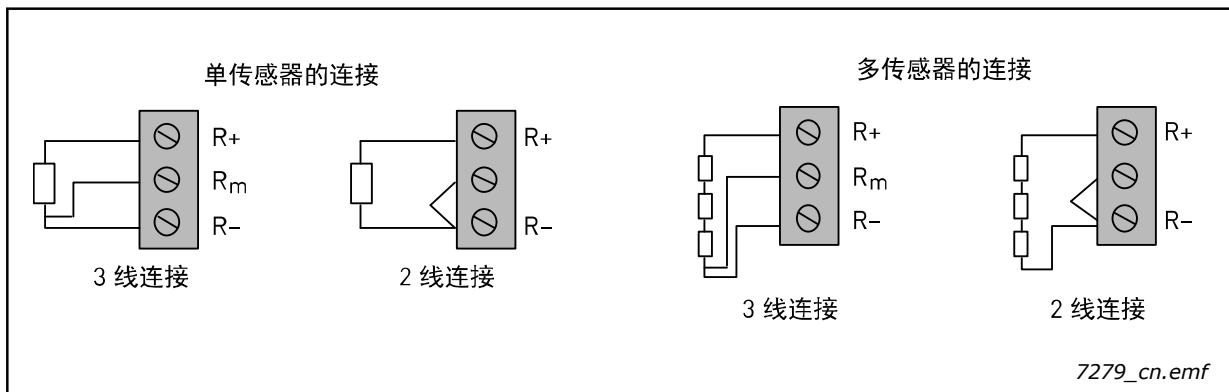 单传感器的连接
R+
Rm
R-
3 线连接
R+
R-
2 线连接
多传感器的连接
R+
Rm
R-
3 线连接
R+
R-
2 线连接
7279_cn.emf